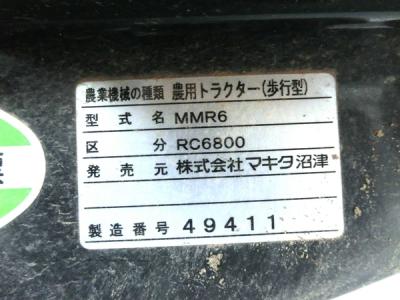 農業機械の種類 農用トラクター(歩行型)
型式名 MMR6
区分 RC6800
発売元 株式会社マキタ沼津
製造番号 49411